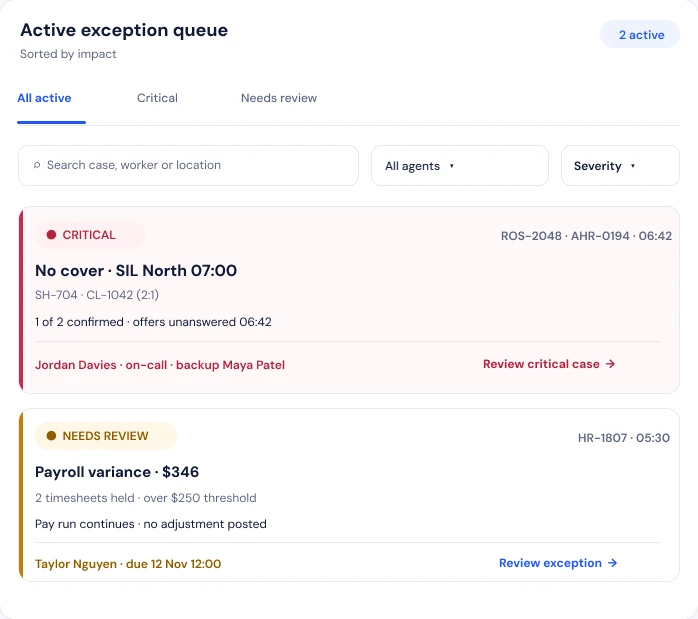 Active exception queue
2 active
Sorted by impact
All active
Critical
Needs review
Search case, worker or location
All agents
Severity
CRITICAL
ROS-2048 · AHR-0194 · 06:42
No cover · SIL North 07:00
SH-704 · CL-1042 (2:1)
1 of 2 confirmed · offers unanswered 06:42
Jordan Davies · on-call · backup Maya Patel
Review critical case →
NEEDS REVIEW
HR-1807 · 05:30
Payroll variance · $346
2 timesheets held · over $250 threshold
Pay run continues · no adjustment posted
Taylor Nguyen · due 12 Nov 12:00
Review exception →